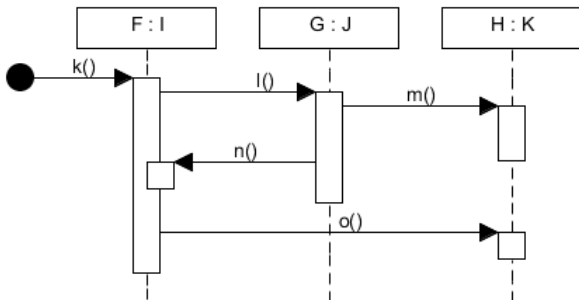 F : I
G : J
H : K
k()
l()
m()
n()
o()